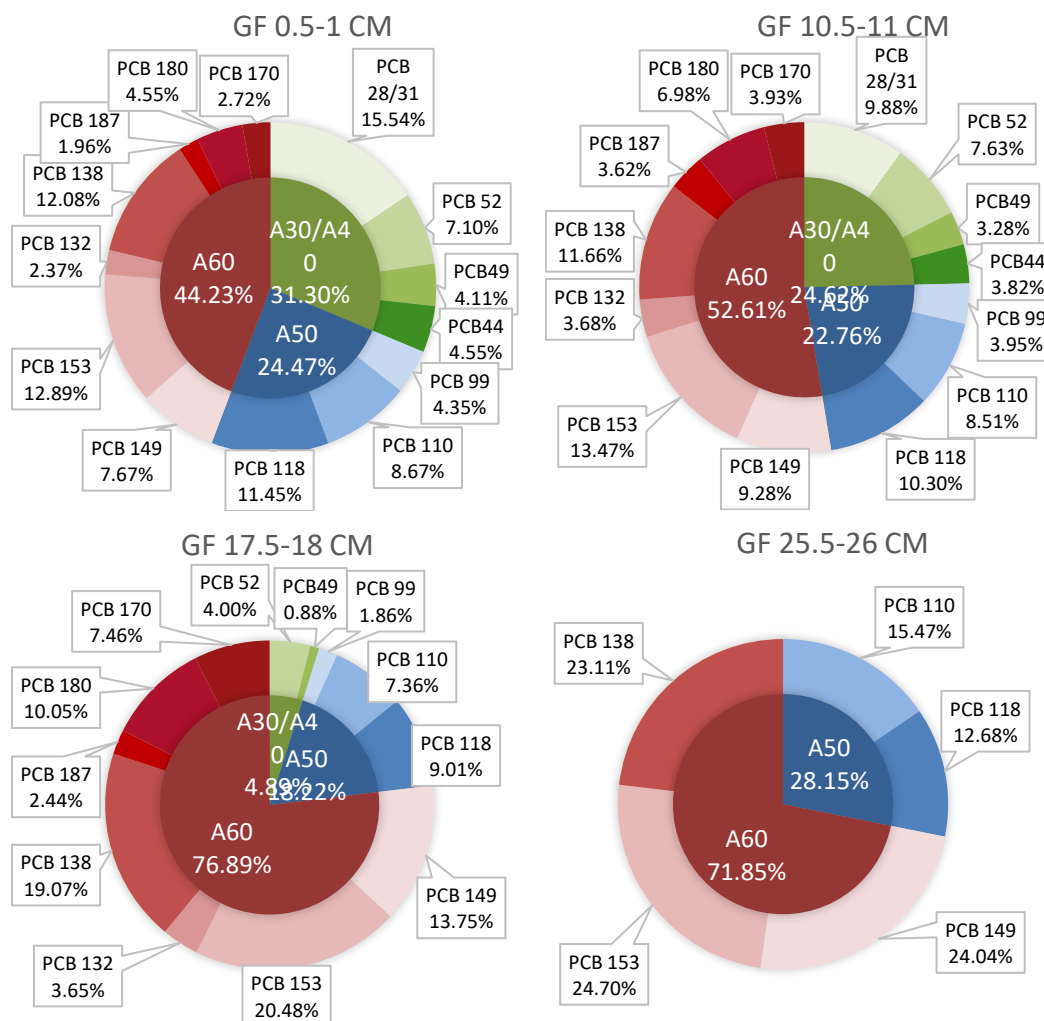 GF 0.5-1 CM
PCB 180
4.55%
PCB 170
2.72%
PCB
28/31
15.54%
PCB 187
1.96%
PCB 138
12.08%
PCB 52
7.10%
PCB 132
2.37%
PCB49
4.11%
PCB44
4.55%
PCB 153
12.89%
PCB 99
4.35%
PCB 149
7.67%
PCB 118
11.45%
PCB 110
8.67%
A60
44.23%
A30/A4
0
31.30%
A50
24.47%
GF 10.5-11 CM
PCB 180
6.98%
PCB 170
3.93%
PCB
28/31
9.88%
PCB 187
3.62%
PCB 52
7.63%
PCB 138
11.66%
PCB49
3.28%
PCB 132
3.68%
PCB44
3.82%
PCB 99
3.95%
PCB 153
13.47%
PCB 110
8.51%
PCB 149
9.28%
PCB 118
10.30%
A60
52.61%
A30/A4
0
24.62%
A50
22.76%
GF 17.5-18 CM
PCB 170
7.46%
PCB 52
4.00%
PCB49
0.88%
PCB 99
1.86%
PCB 180
10.05%
PCB 110
7.36%
PCB 187
2.44%
PCB 118
9.01%
PCB 138
19.07%
PCB 149
13.75%
PCB 132
3.65%
PCB 153
20.48%
A30/A4
0
4.89%
A50
18.22%
A60
76.89%
GF 25.5-26 CM
PCB 138
23.11%
PCB 110
15.47%
PCB 118
12.68%
A50
28.15%
A60
71.85%
PCB 153
24.70%
PCB 149
24.04%